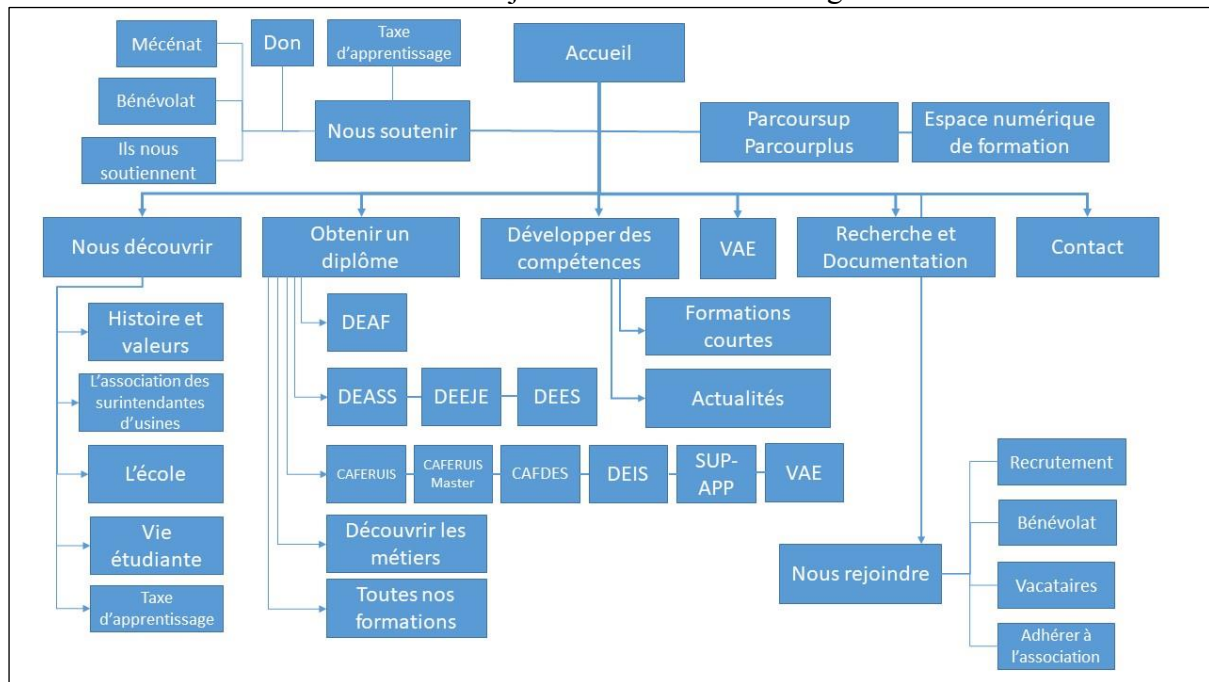 Mécénat
Don
Taxe
d'apprentissage
Accueil
Bénévolat
Nous soutenir
Parcoursup
Parcourplus
Espace numérique
de formation
Ils nous
soutiennent
Nous découvrir
Obtenir un
diplôme
Développer des
compétences
VAE
Recherche et
Documentation
Contact
Histoire et
valeurs
L'association des
surintendantes
d'usines
L'école
Vie
étudiante
Taxe
d'apprentissage
DEAF
DEASS
DEEJE
DEES
CAFERUIS
CAFERUIS
Master
CAFDES
DEIS
SUP-
APP
VAE
Découvrir les
métiers
Toutes nos
formations
Formations
courtes
Actualités
Nous rejoindre
Recrutement
Bénévolat
Vacataires
Adhérer à
l'association